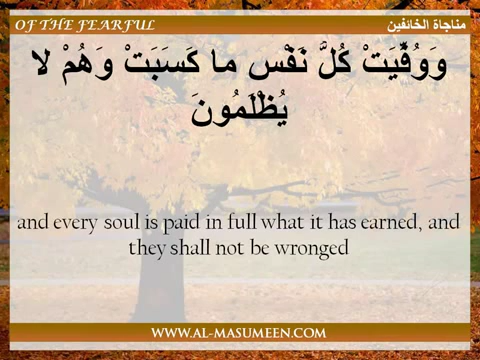 OF THE FEARFUL
مناجاة الخائفين
وَوُفِّيَتْ كُلُّ نَفْسٍ ما كَسَبَتْ وَهُمْ لا
يُظْلَمُونَ
and every soul is paid in full what it has earned, and
they shall not be wronged
WWW.AL-MASUMEEN.COM